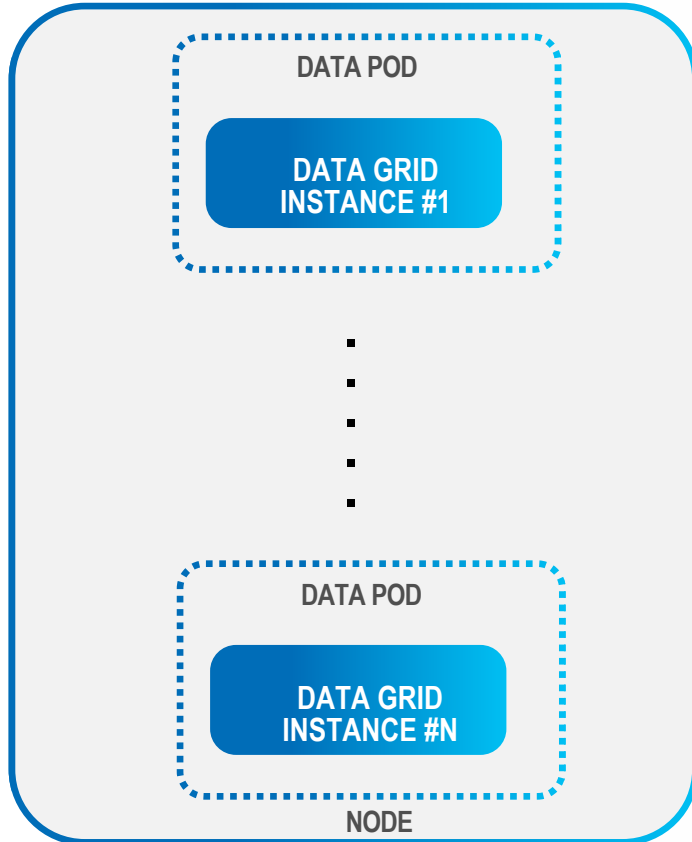 DATA POD
DATA GRID
INSTANCE #1
DATA POD
DATA GRID
INSTANCE #N
NODE